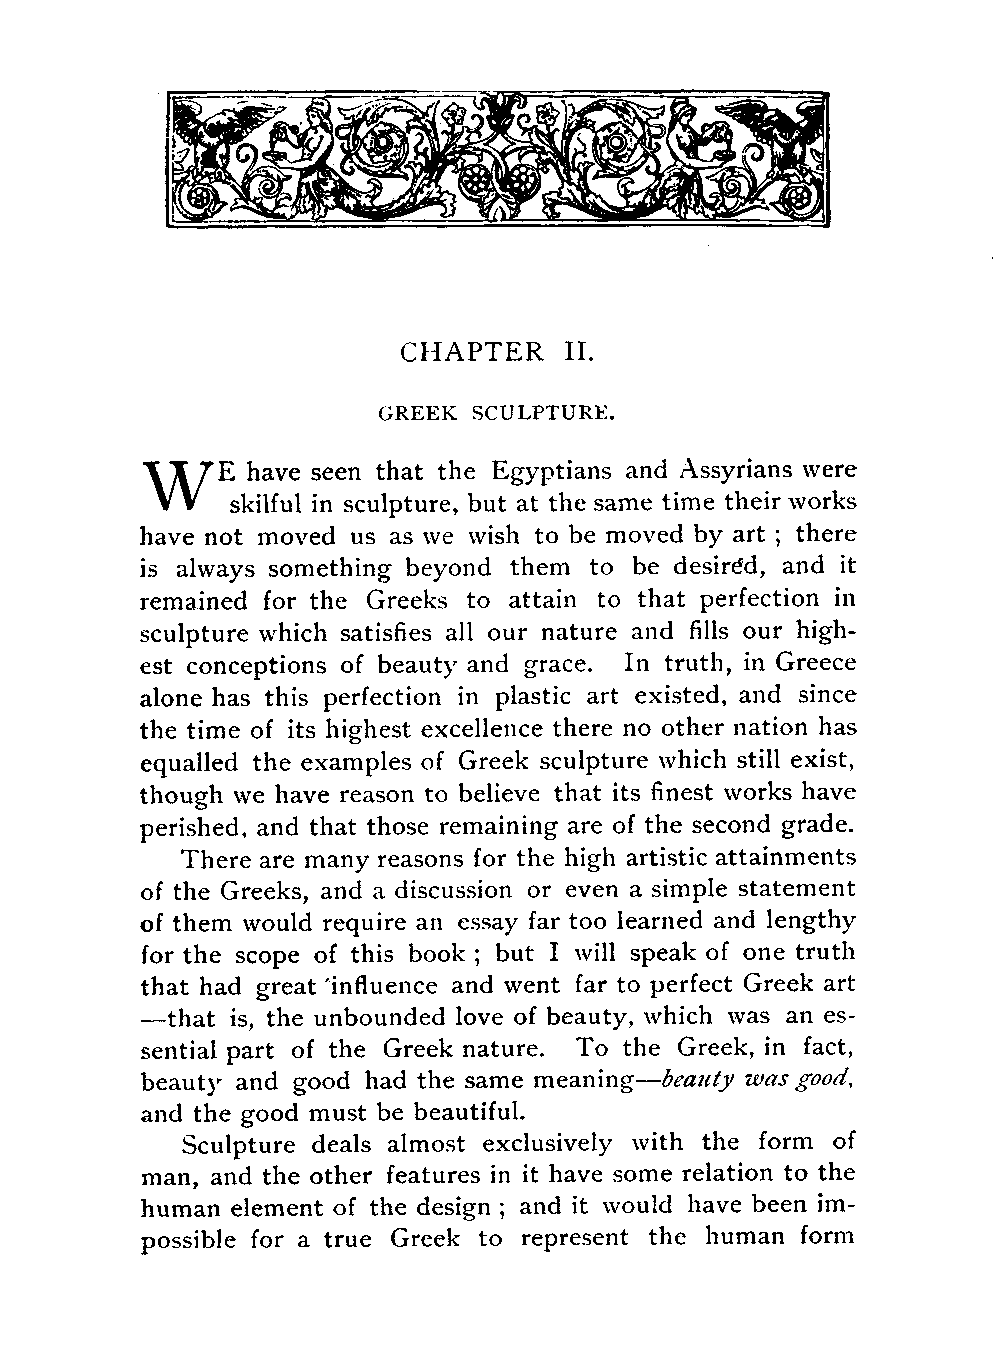 CHAPTER II.
GREEK SCULPTURE.
WE have seen that the Egyptians and Assyrians were
skilful in sculpture, but at the same time their works
have not moved us as we wish to be moved by art ; there
is always something beyond them to be desired, and it
remained for the Greeks to attain to that perfection in
sculpture which satisfies all our nature and fills our high-
est conceptions of beauty and grace. In truth, in Greece
alone has this perfection in plastic art existed, and since
the time of its highest excellence there no other nation has
equalled the examples of Greek sculpture which still exist,
though we have reason to believe that its finest works have
perished, and that those remaining are of the second grade.
There are many reasons for the high artistic attainments
of the Greeks, and a discussion or even a simple statement
of them would require an essay far too learned and lengthy
for the scope of this book ; but I will speak of one truth
that had great influence and went far to perfect Greek art
—that is, the unbounded love of beauty, which was an es-
sential part of the Greek nature. To the Greek, in fact,
beauty and good had the same meaning—beauty was good,
and the good must be beautiful.
Sculpture deals almost exclusively with the form of
man, and the other features in it have some relation to the
human element of the design ; and it would have been im-
possible for a true Greek to represent the human form